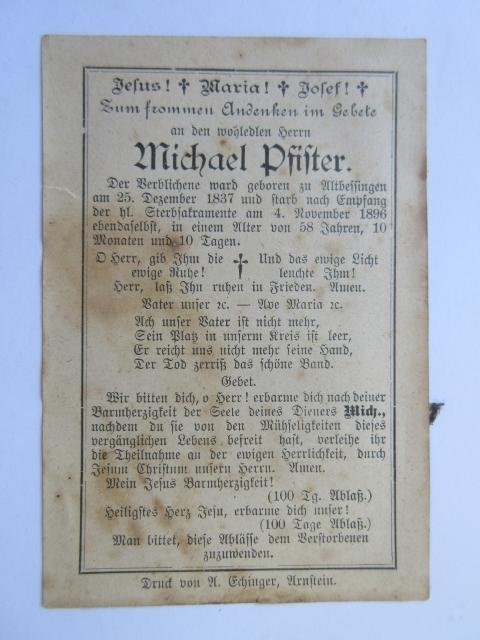 Jesus! † Maria! † Josef! †
Zum frommen Andenken im Gebete
an den wohledlen Herrn
Michael Pfister.
Der Verblichene ward geboren zu Altbessingen
am 25. Dezember 1837 und starb nach Empfang
der hl. Sterbsakramente am 4. November 1896
ebendaselbst, in einem Alter von 58 Jahren, 10
Monaten und 10 Tagen.
O Herr, gib Ihm die † Und das ewige Licht
ewige Ruhe! leuchte Ihm!
Herr, laß Ihn ruhen in Frieden. Amen.
Vater unser ꝛc. — Ave Maria ꝛc.
Ach unser Vater ist nicht mehr,
Sein Platz in unserm Kreis ist leer,
Er reicht uns nicht mehr seine Hand,
Der Tod zerriß das schöne Band.
Gebet.
Wir bitten dich, o Herr! erbarme dich nach deiner
Barmherzigkeit der Seele deines Dieners Mich.,
nachdem du sie von den Mühseligkeiten dieses
vergänglichen Lebens befreit hast, verleihe ihr
die Theilnahme an der ewigen Herrlichkeit, durch
Jesum Christum unsern Herrn. Amen.
Mein Jesus Barmherzigkeit!
(100 Tg. Ablaß.)
Heiligstes Herz Jesu, erbarme dich unser!
(100 Tage Ablaß.)
Man bittet, diese Ablässe dem Verstorbenen
zuzuwenden.
Druck von A. Echinger, Arnstein.